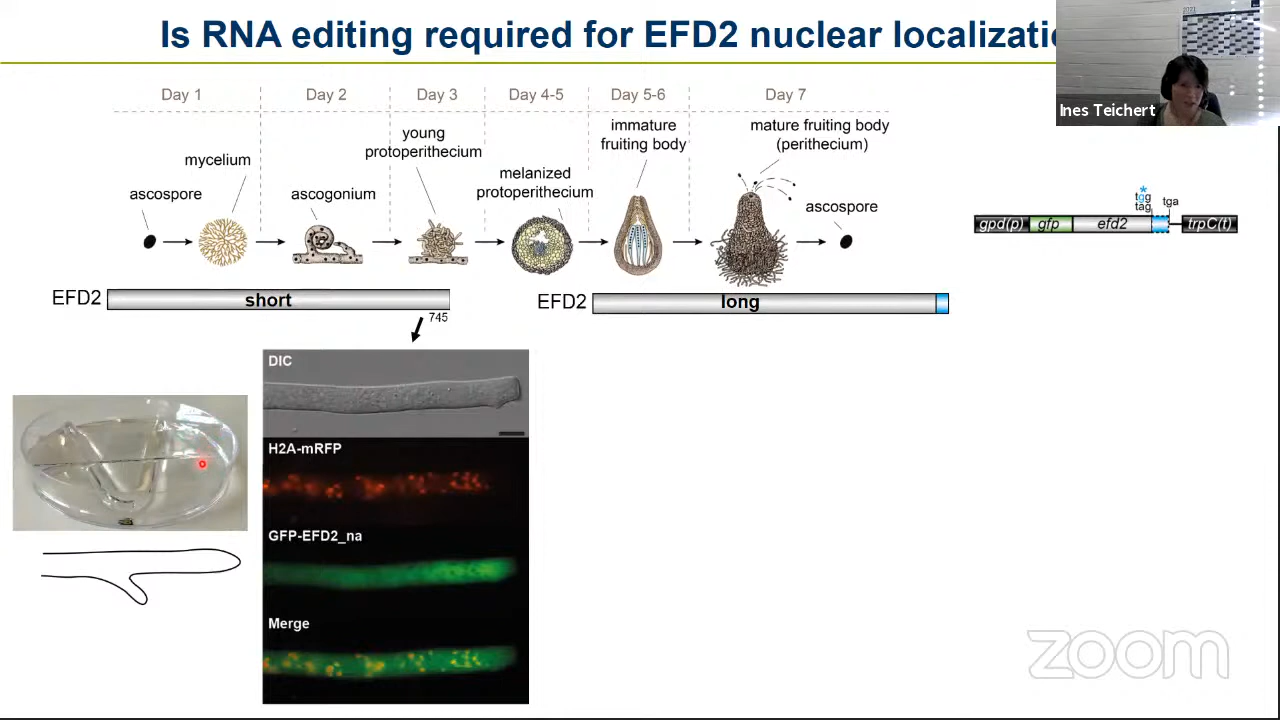 Is RNA editing required for EFD2 nuclear localizatio
Ines Teichert
Day 1
Day 2
Day 3
Day 4-5
Day 5-6
Day 7
ascospore
mycelium
ascogonium
young
protoperithecium
melanized
protoperithecium
immature
fruiting body
mature fruiting body
(perithecium)
ascospore
*
tgg
tag
tga
gpd(p)
gfp
efd2
trpC(t)
EFD2
short
745
EFD2
long
DIC
H2A-mRFP
GFP-EFD2_na
Merge
zoom